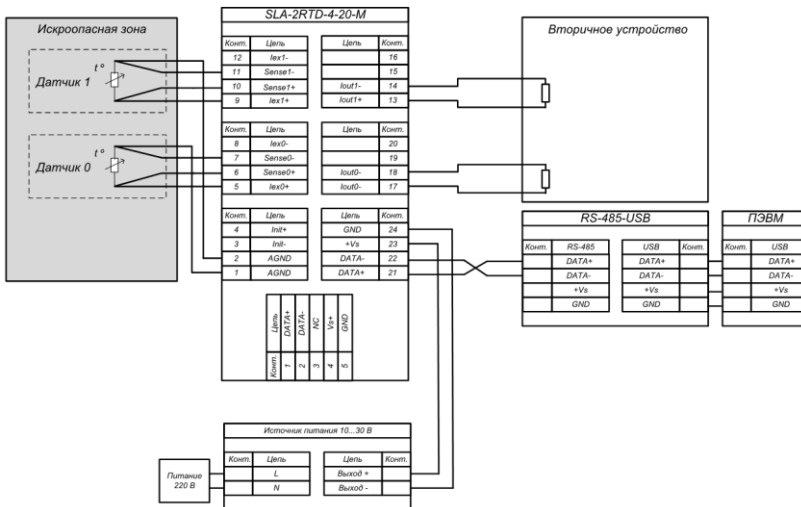 SLA-2RTD-4-20-M
Искроопасная зона
Датчик 1
t°
Датчик 0
t°
Конт. Цепь
12 Iex1-
11 Sense1-
10 Sense1+
9 Iex1+
Цепь Конт.
16
15
Iout1- 14
Iout1+ 13
Конт. Цепь
8 Iex0-
7 Sense0-
6 Sense0+
5 Iex0+
Цепь Конт.
20
19
Iout0- 18
Iout0- 17
Конт. Цепь
4 Init+
3 Init-
2 AGND
1 AGND
Цепь Конт.
GND 24
+Vs 23
DATA- 22
DATA+ 21
Конт. Цепь
1 DATA+
2 DATA-
3 NC
4 Vs+
5 GND
Вторичное устройство
RS-485-USB
Конт. RS-485
DATA+
DATA-
+Vs
GND
USB Конт.
DATA+
DATA-
+Vs
GND
ПЭВМ
Конт. USB
DATA+
DATA-
+Vs
GND
Источник питания 10...30 В
Конт. Цепь
L
N
Цепь Конт.
Выход +
Выход -
Питание
220 В